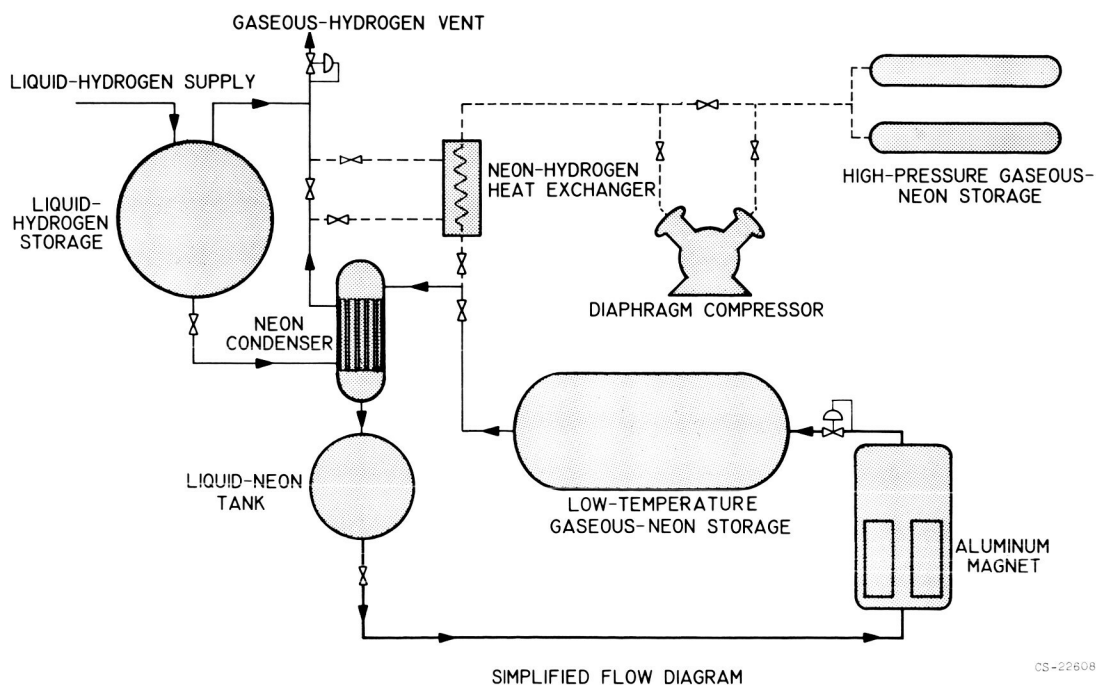 GASEOUS-HYDROGEN VENT
LIQUID-HYDROGEN SUPPLY
LIQUID-
HYDROGEN
STORAGE
NEON-HYDROGEN
HEAT EXCHANGER
HIGH-PRESSURE GASEOUS-
NEON STORAGE
DIAPHRAGM COMPRESSOR
NEON
CONDENSER
LIQUID-NEON
TANK
LOW-TEMPERATURE
GASEOUS-NEON STORAGE
ALUMINUM
MAGNET
SIMPLIFIED FLOW DIAGRAM
CS-22608